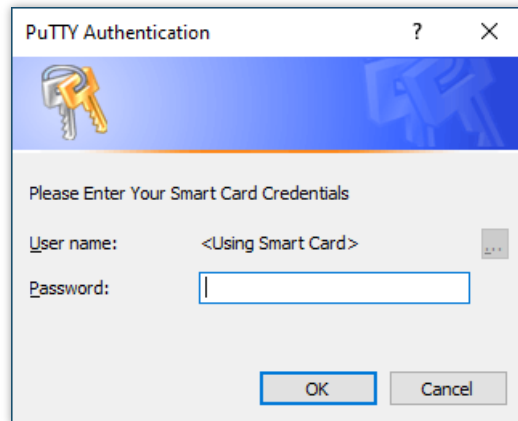 PuTTY Authentication ? ✕
Please Enter Your Smart Card Credentials
User name: <Using Smart Card> ...
Password:
OK Cancel